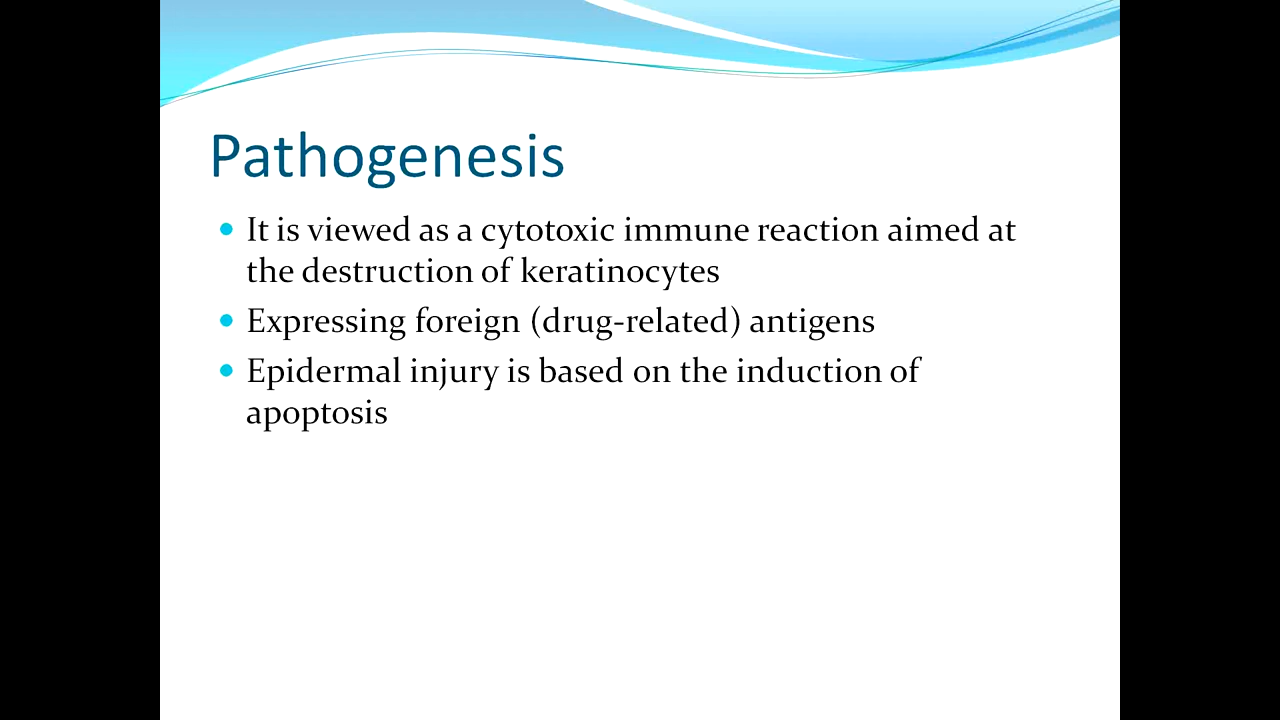 Pathogenesis
• It is viewed as a cytotoxic immune reaction aimed at
the destruction of keratinocytes
• Expressing foreign (drug-related) antigens
• Epidermal injury is based on the induction of
apoptosis